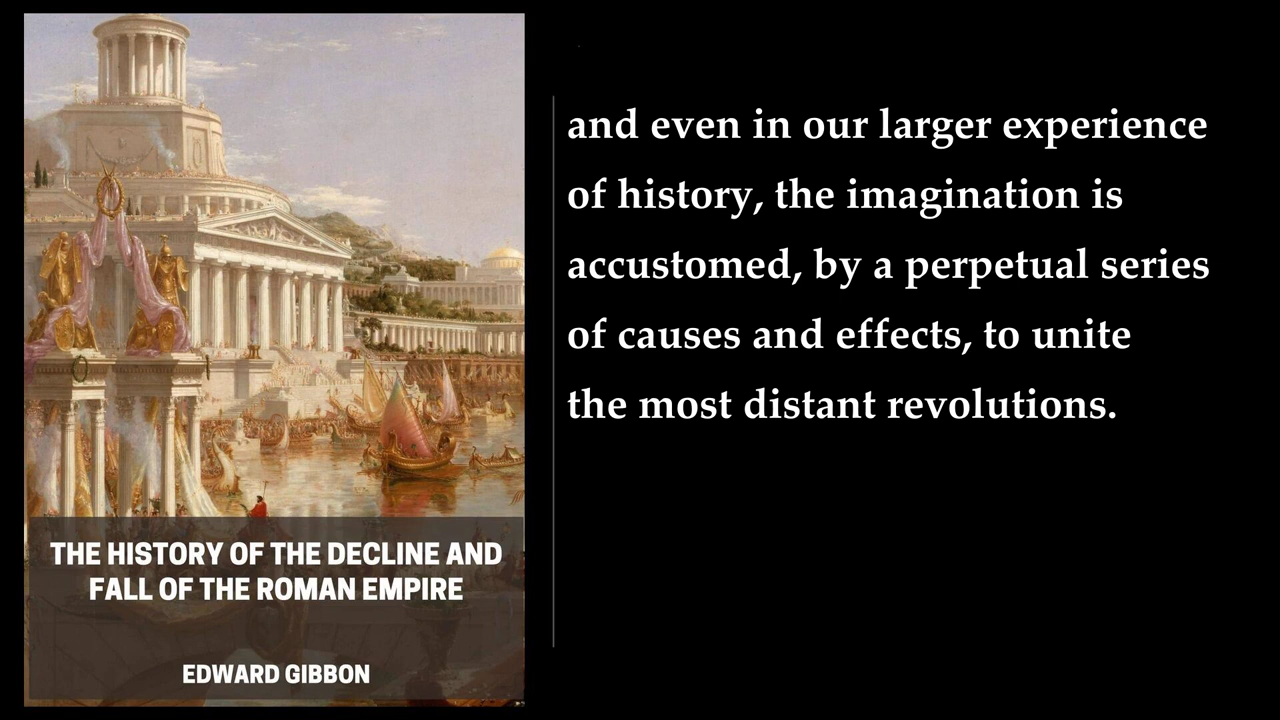 THE HISTORY OF THE DECLINE AND
FALL OF THE ROMAN EMPIRE
EDWARD GIBBON
and even in our larger experience
of history, the imagination is
accustomed, by a perpetual series
of causes and effects, to unite
the most distant revolutions.